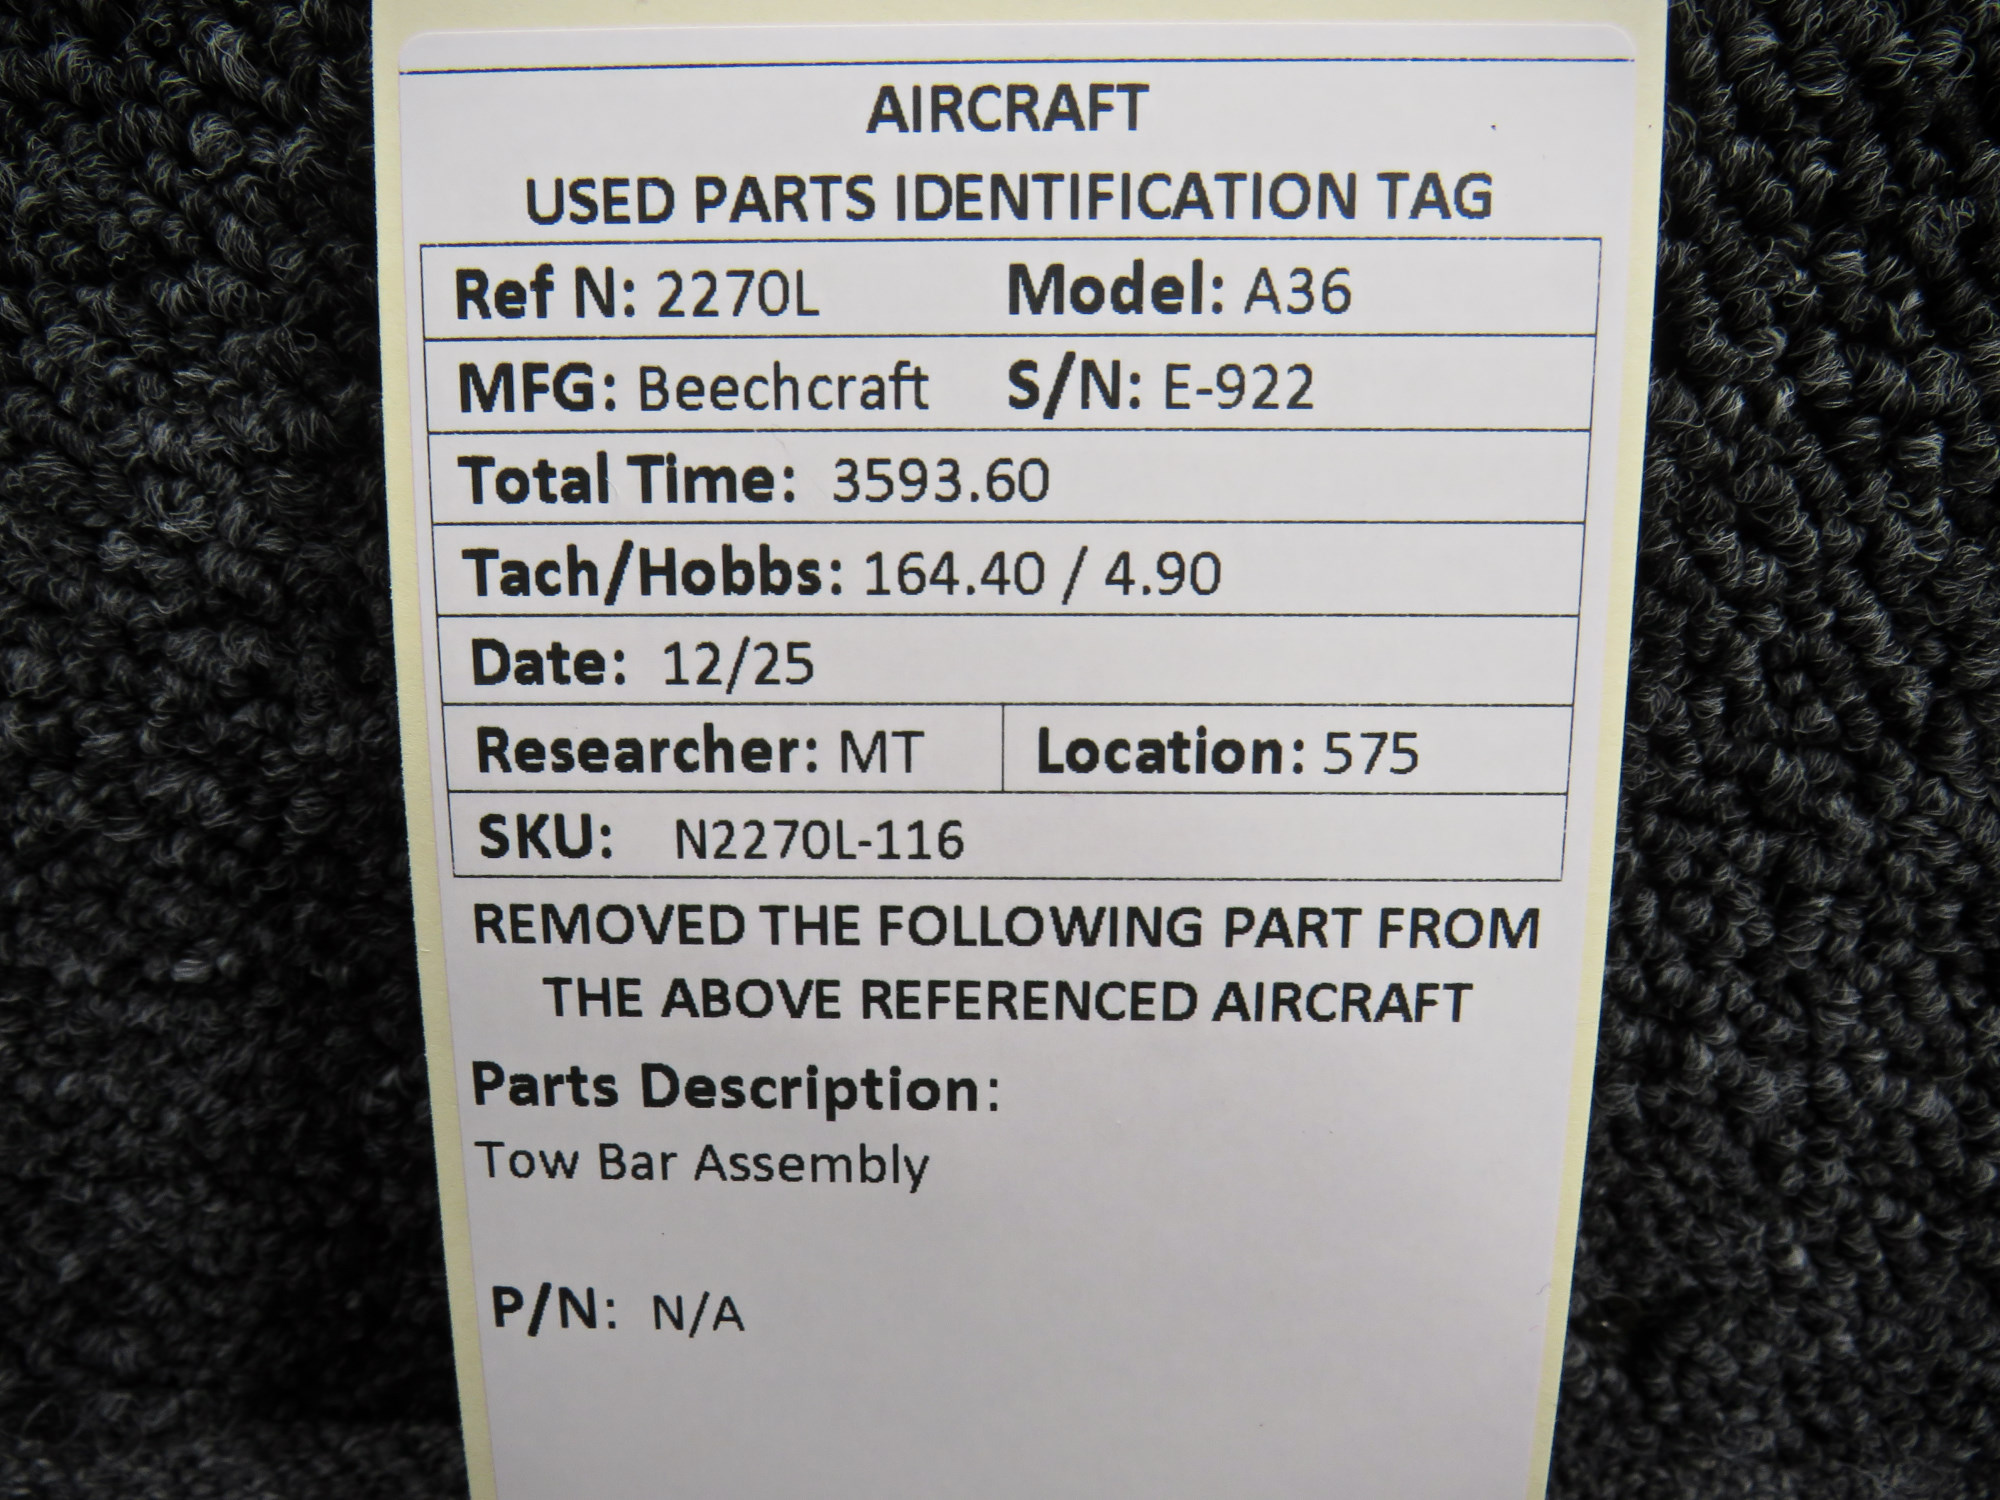 AIRCRAFT
USED PARTS IDENTIFICATION TAG
Ref N: 2270L Model: A36
MFG: Beechcraft S/N: E-922
Total Time: 3593.60
Tach/Hobbs: 164.40 / 4.90
Date: 12/25
Researcher: MT Location: 575
SKU: N2270L-116
REMOVED THE FOLLOWING PART FROM
THE ABOVE REFERENCED AIRCRAFT
Parts Description:
Tow Bar Assembly
P/N: N/A